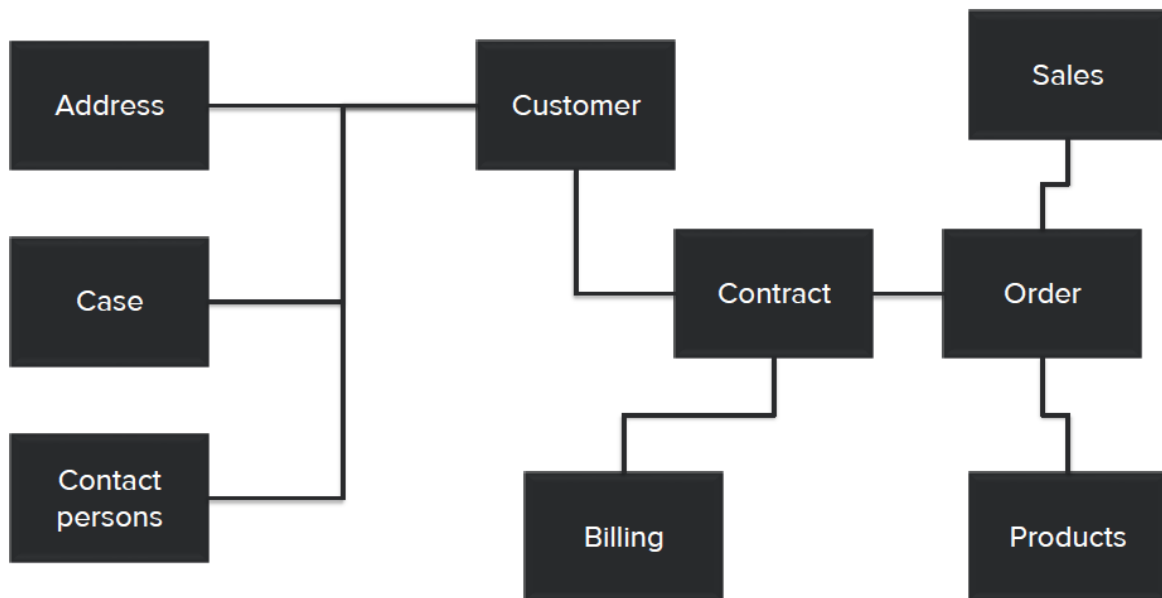 Sales
Address
Customer
Case
Contract
Order
Contact
persons
Billing
Products